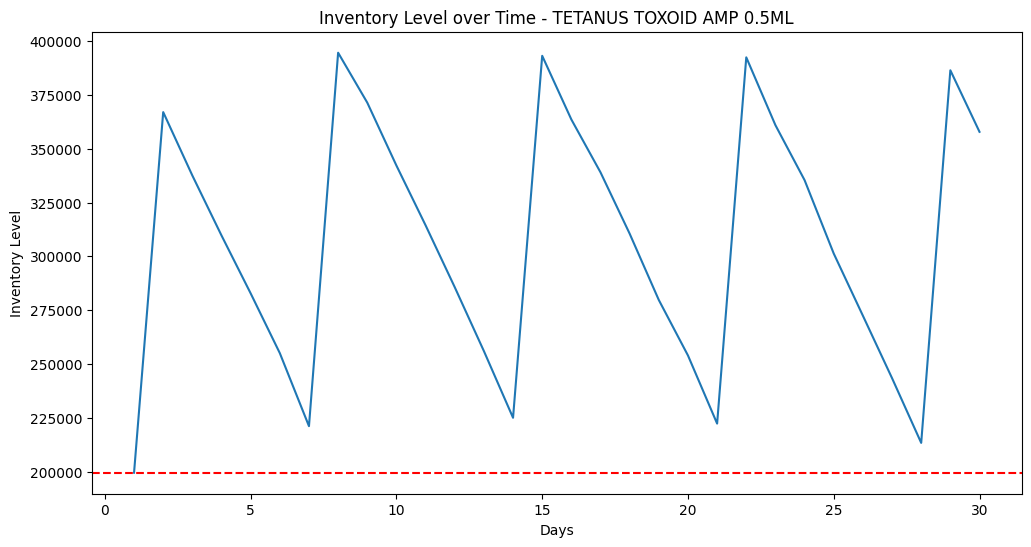 Inventory Level over Time - TETANUS TOXOID AMP 0.5ML
400000
375000
350000
325000
300000
275000
250000
225000
200000
Inventory Level
0 5 10 15 20 25 30
Days